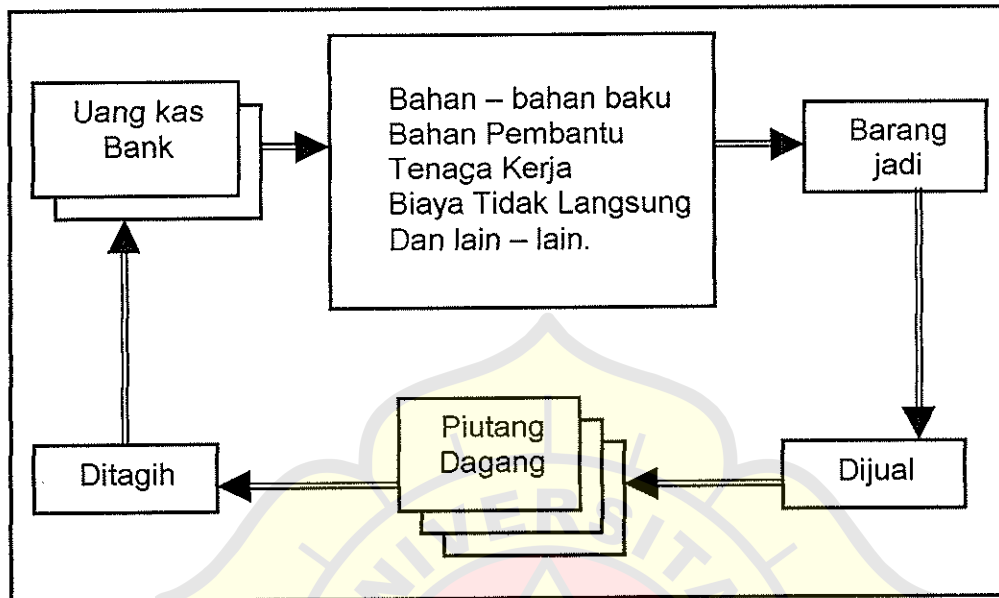 Uang kas
Bank
Bahan – bahan baku
Bahan Pembantu
Tenaga Kerja
Biaya Tidak Langsung
Dan lain – lain.
Barang
jadi
Dijual
Piutang
Dagang
Ditagih
UNIVERSITA